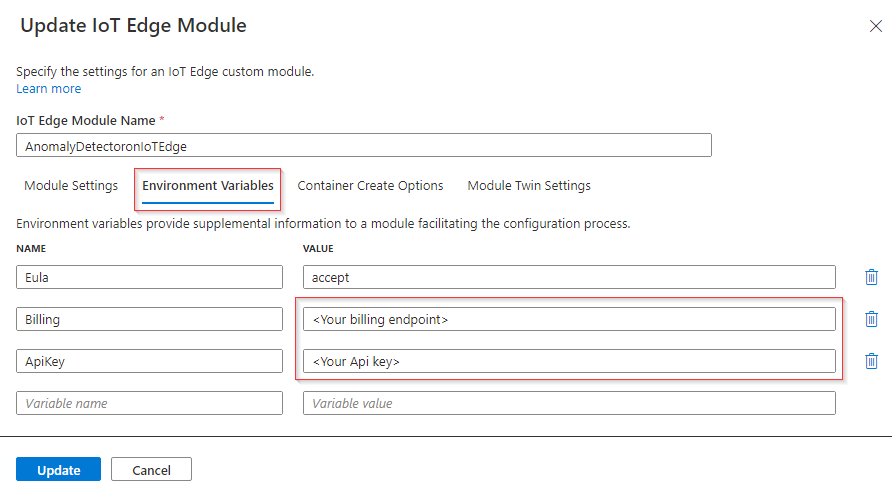 Update IoT Edge Module
Specify the settings for an IoT Edge custom module.
Learn more
IoT Edge Module Name *
AnomalyDetectoronIoTEdge
Module Settings Environment Variables Container Create Options Module Twin Settings
Environment variables provide supplemental information to a module facilitating the configuration process.
NAME VALUE
Eula accept
Billing <Your billing endpoint>
ApiKey <Your Api key>
Variable name Variable value
Update Cancel